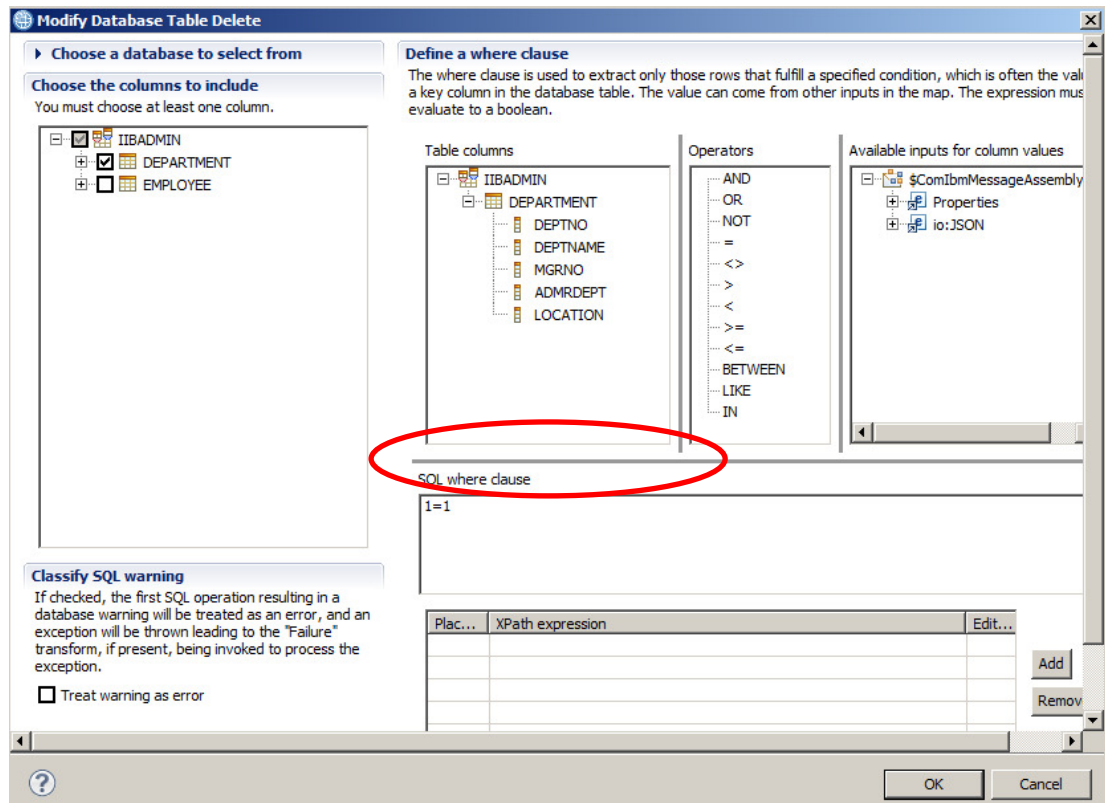 Modify Database Table Delete
Choose a database to select from
Choose the columns to include
You must choose at least one column.
IIBADMIN
DEPARTMENT
EMPLOYEE
Classify SQL warning
If checked, the first SQL operation resulting in a
database warning will be treated as an error, and an
exception will be thrown leading to the "Failure"
transform, if present, being invoked to process the
exception.
Treat warning as error
Define a where clause
The where clause is used to extract only those rows that fulfill a specified condition, which is often the valu
a key column in the database table. The value can come from other inputs in the map. The expression mus
evaluate to a boolean.
Table columns
IIBADMIN
DEPARTMENT
DEPTNO
DEPTNAME
MGRNO
ADMRDEPT
LOCATION
Operators
AND
OR
NOT
=
<>
>
<
>=
<=
BETWEEN
LIKE
IN
Available inputs for column values
$ComIbmMessageAssembly
Properties
io:JSON
SQL where clause
1=1
Plac... XPath expression Edit...
Add
Remov
OK Cancel